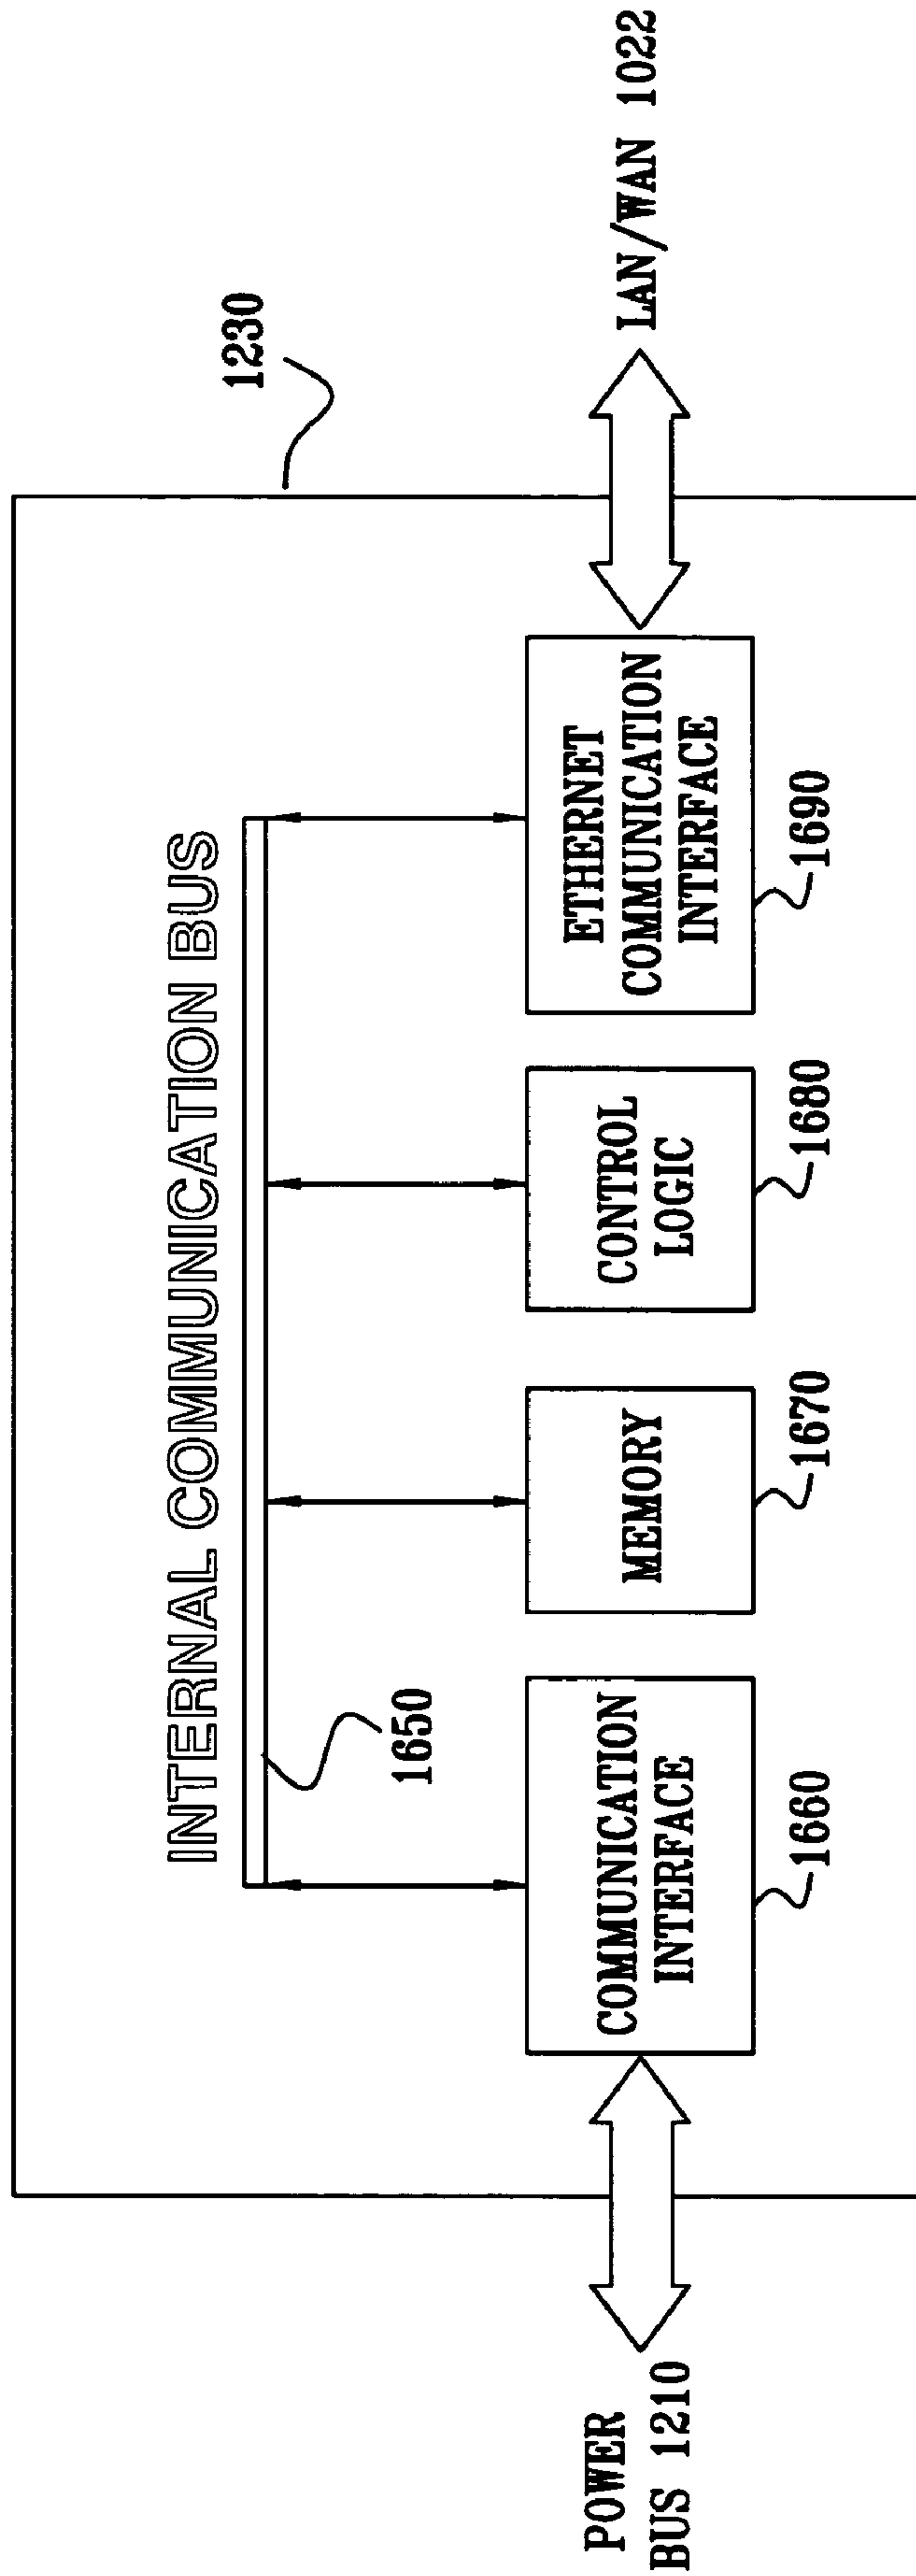 1230
INTERNAL COMMUNICATION BUS
1650
POWER
BUS 1210
COMMUNICATION
INTERFACE
1660
MEMORY
1670
CONTROL
LOGIC
1680
ETHERNET
COMMUNICATION
INTERFACE
1690
LAN/WAN 1022